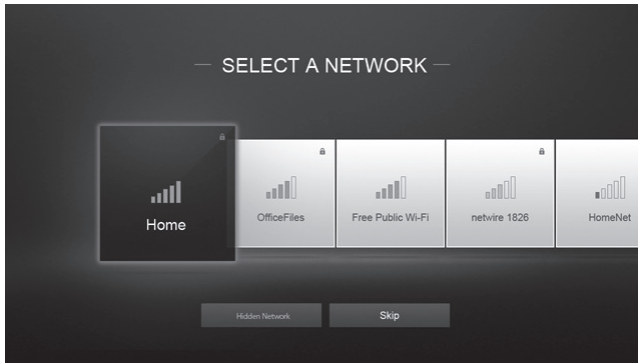 SELECT A NETWORK
Home
OfficeFiles
Free Public Wi-Fi
netwire 1826
HomeNet
Hidden Network
Skip